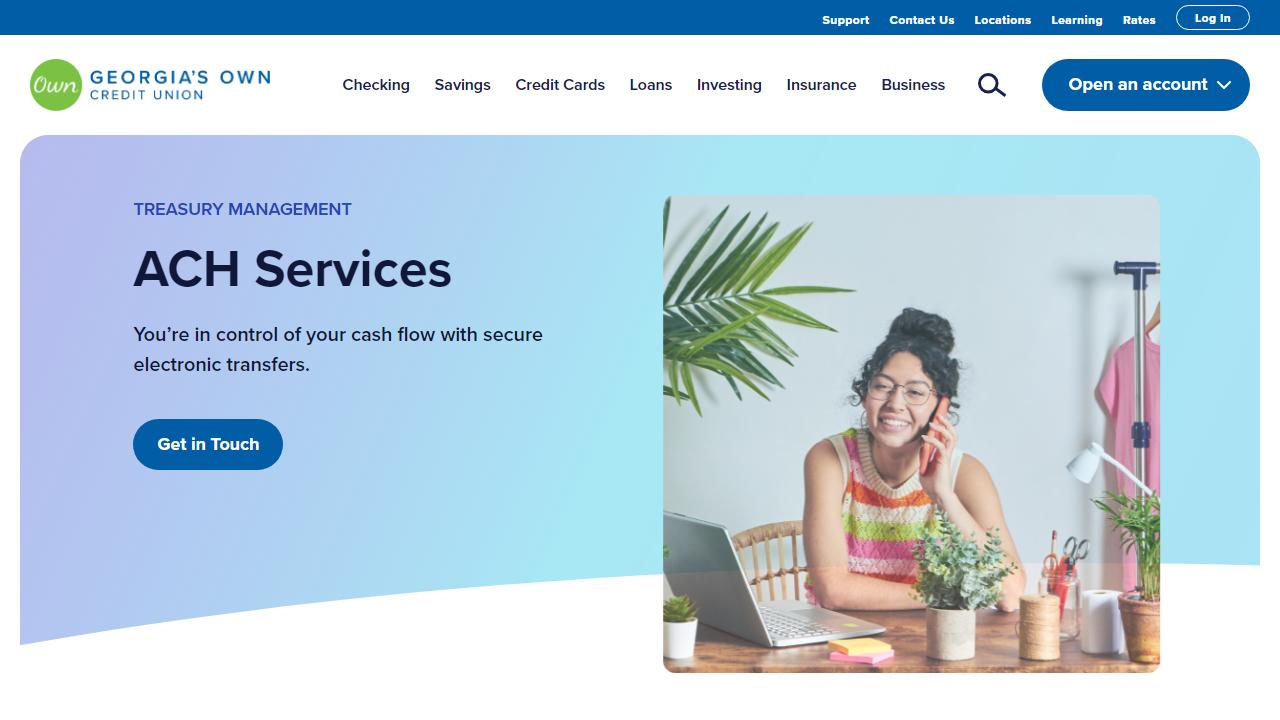 Support Contact Us Locations Learning Rates Log In
Own GEORGIA'S OWN
CREDIT UNION
Checking Savings Credit Cards Loans Investing Insurance Business Open an account
TREASURY MANAGEMENT
ACH Services
You’re in control of your cash flow with secure
electronic transfers.
Get in Touch